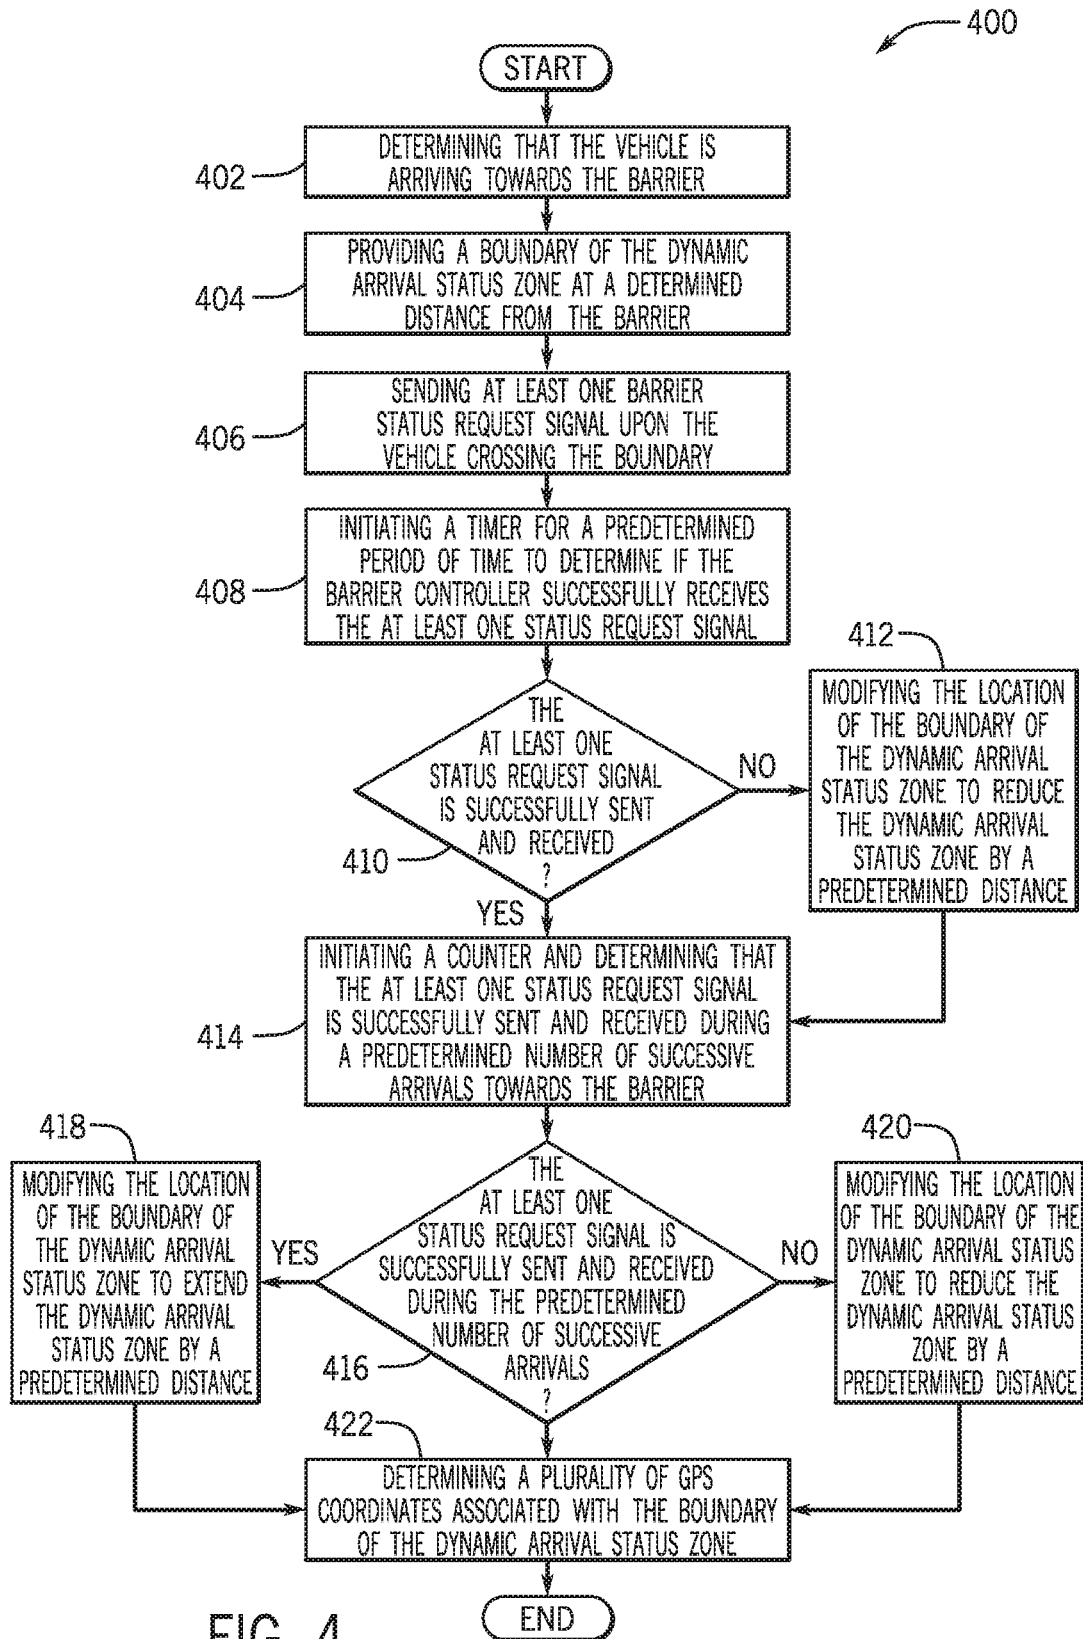 400
START
402
DETERMINING THAT THE VEHICLE IS
ARRIVING TOWARDS THE BARRIER
404
PROVIDING A BOUNDARY OF THE DYNAMIC
ARRIVAL STATUS ZONE AT A DETERMINED
DISTANCE FROM THE BARRIER
406
SENDING AT LEAST ONE BARRIER
STATUS REQUEST SIGNAL UPON THE
VEHICLE CROSSING THE BOUNDARY
408
INITIATING A TIMER FOR A PREDETERMINED
PERIOD OF TIME TO DETERMINE IF THE
BARRIER CONTROLLER SUCCESSFULLY RECEIVES
THE AT LEAST ONE STATUS REQUEST SIGNAL
410
THE
AT LEAST ONE
STATUS REQUEST SIGNAL
IS SUCCESSFULLY SENT
AND RECEIVED
?
NO
412
MODIFYING THE LOCATION
OF THE BOUNDARY OF
THE DYNAMIC ARRIVAL
STATUS ZONE TO REDUCE
THE DYNAMIC ARRIVAL
STATUS ZONE BY A
PREDETERMINED DISTANCE
YES
414
INITIATING A COUNTER AND DETERMINING THAT
THE AT LEAST ONE STATUS REQUEST SIGNAL
IS SUCCESSFULLY SENT AND RECEIVED DURING
A PREDETERMINED NUMBER OF SUCCESSIVE
ARRIVALS TOWARDS THE BARRIER
416
THE
AT LEAST ONE
STATUS REQUEST SIGNAL IS
SUCCESSFULLY SENT AND RECEIVED
DURING THE PREDETERMINED
NUMBER OF SUCCESSIVE
ARRIVALS
?
YES
418
MODIFYING THE LOCATION
OF THE BOUNDARY OF
THE DYNAMIC ARRIVAL
STATUS ZONE TO EXTEND
THE DYNAMIC ARRIVAL
STATUS ZONE BY A
PREDETERMINED DISTANCE
NO
420
MODIFYING THE LOCATION
OF THE BOUNDARY OF THE
DYNAMIC ARRIVAL STATUS
ZONE TO REDUCE THE
DYNAMIC ARRIVAL STATUS
ZONE BY A
PREDETERMINED DISTANCE
422
DETERMINING A PLURALITY OF GPS
COORDINATES ASSOCIATED WITH THE BOUNDARY
OF THE DYNAMIC ARRIVAL STATUS ZONE
END
FIG. 4